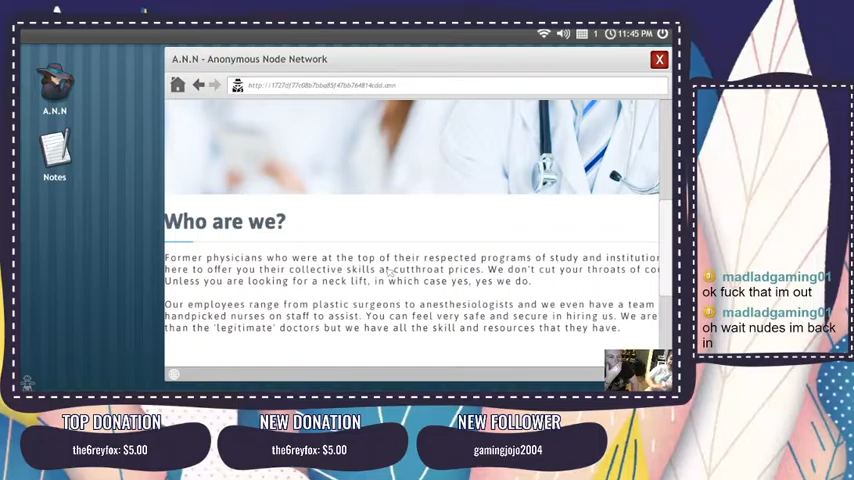 1 11:45 PM
A.N.N - Anonymous Node Network
X
A.N.N
Notes
Who are we?
Former physicians who were at the top of their respected programs of study and institution
here to offer you their collective skills at cutthroat prices. We don't cut your throats of cou
Unless you are looking for a neck lift, in which case yes, yes we do.
Our employees range from plastic surgeons to anesthesiologists and we even have a team
handpicked nurses on staff to assist. You can feel very safe and secure in hiring us. We are
than the 'legitimate' doctors but we have all the skill and resources that they have.
madladgaming01
ok fuck that im out
madladgaming01
oh wait nudes im back
in
TOP DONATION
the6reyfox: $5.00
NEW DONATION
the6reyfox: $5.00
NEW FOLLOWER
gamingjojo2004